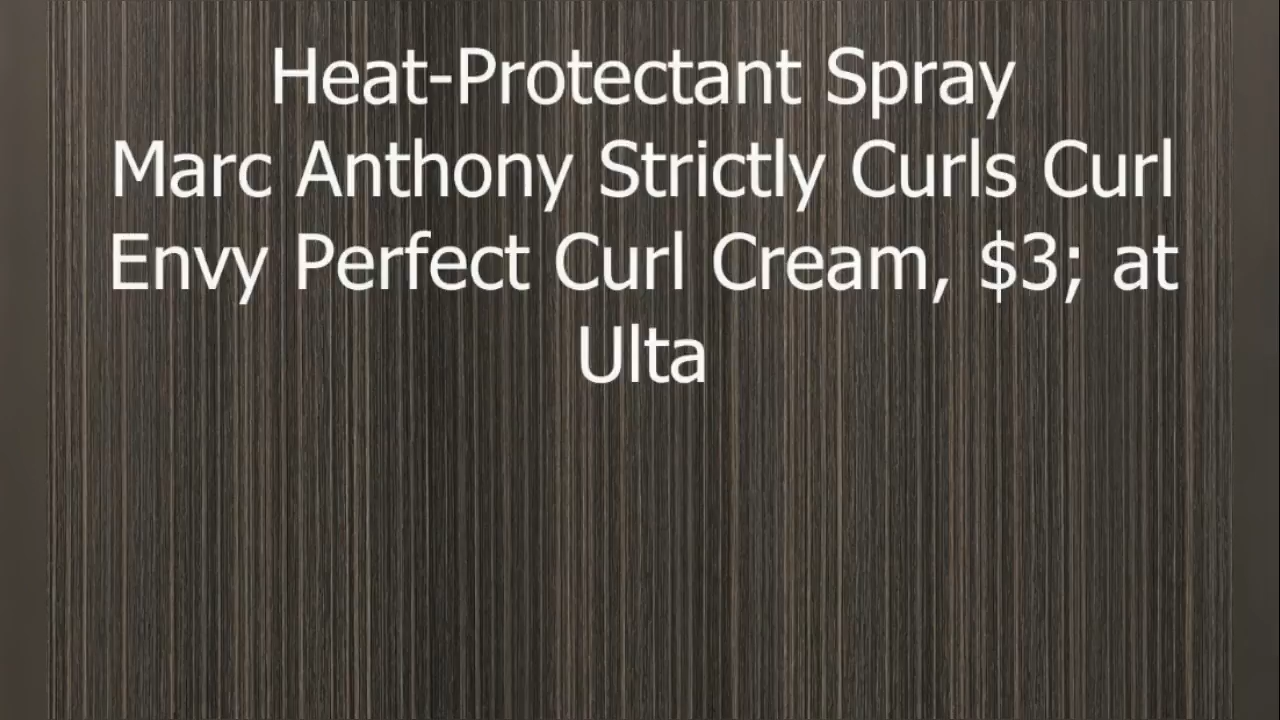 Heat-Protectant Spray
Marc Anthony Strictly Curls Curl
Envy Perfect Curl Cream, $3; at
Ulta